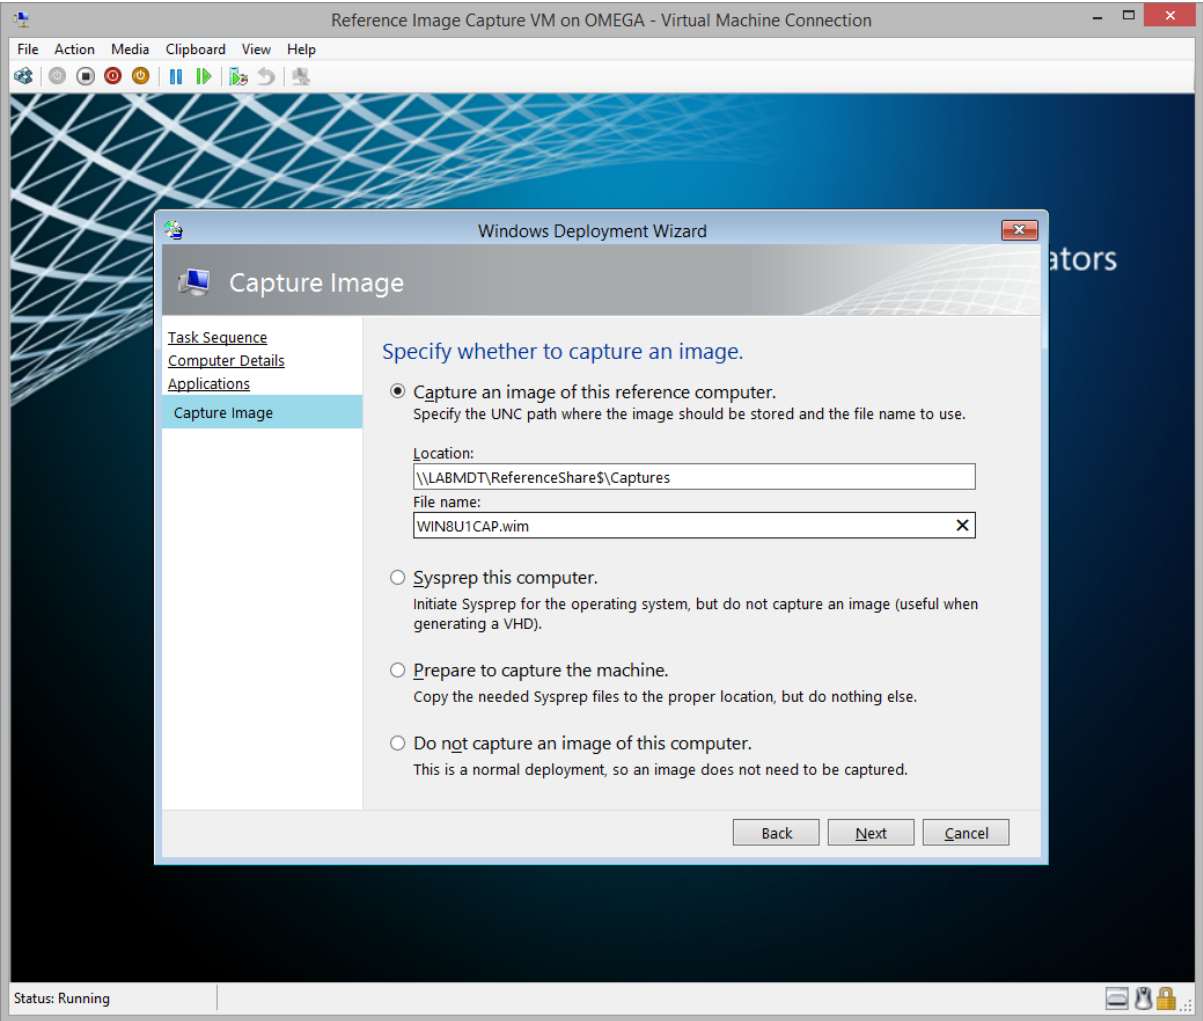 Reference Image Capture VM on OMEGA - Virtual Machine Connection
File Action Media Clipboard View Help
Windows Deployment Wizard
ators
Capture Image
Task Sequence
Computer Details
Applications
Capture Image
Specify whether to capture an image.
Capture an image of this reference computer.
Specify the UNC path where the image should be stored and the file name to use.
Location:
\\LABMDT\ReferenceShare$\Captures
File name:
WIN8U1CAP.wim
Sysprep this computer.
Initiate Sysprep for the operating system, but do not capture an image (useful when
generating a VHD).
Prepare to capture the machine.
Copy the needed Sysprep files to the proper location, but do nothing else.
Do not capture an image of this computer.
This is a normal deployment, so an image does not need to be captured.
Back Next Cancel
Status: Running